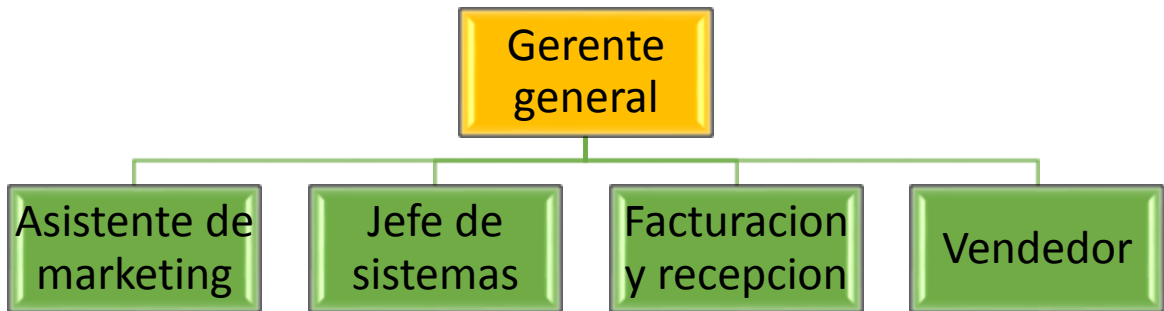 Gerente
general
Asistente de
marketing
Jefe de
sistemas
Facturacion
y recepcion
Vendedor